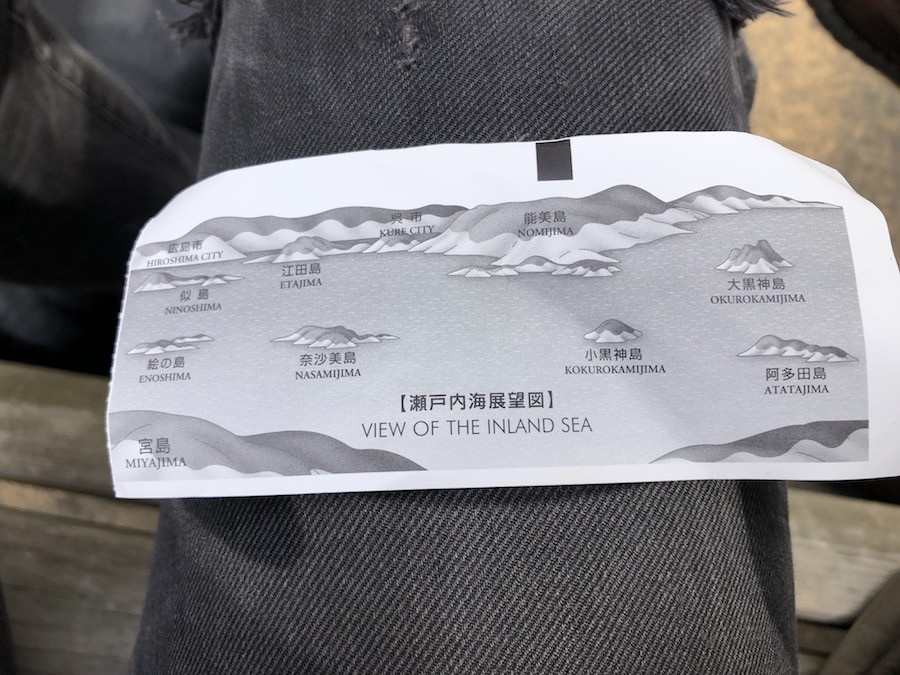 広島市
HIROSHIMA CITY
呉 市
KURE CITY
能美島
NOMIJIMA
江田島
ETAJIMA
似 島
NINOSHIMA
大黒神島
OKUROKAMIJIMA
絵の島
ENOSHIMA
奈沙美島
NASAMIJIMA
小黒神島
KOKUROKAMIJIMA
阿多田島
ATATAJIMA
【瀬戸内海展望図】
VIEW OF THE INLAND SEA
宮島
MIYAJIMA